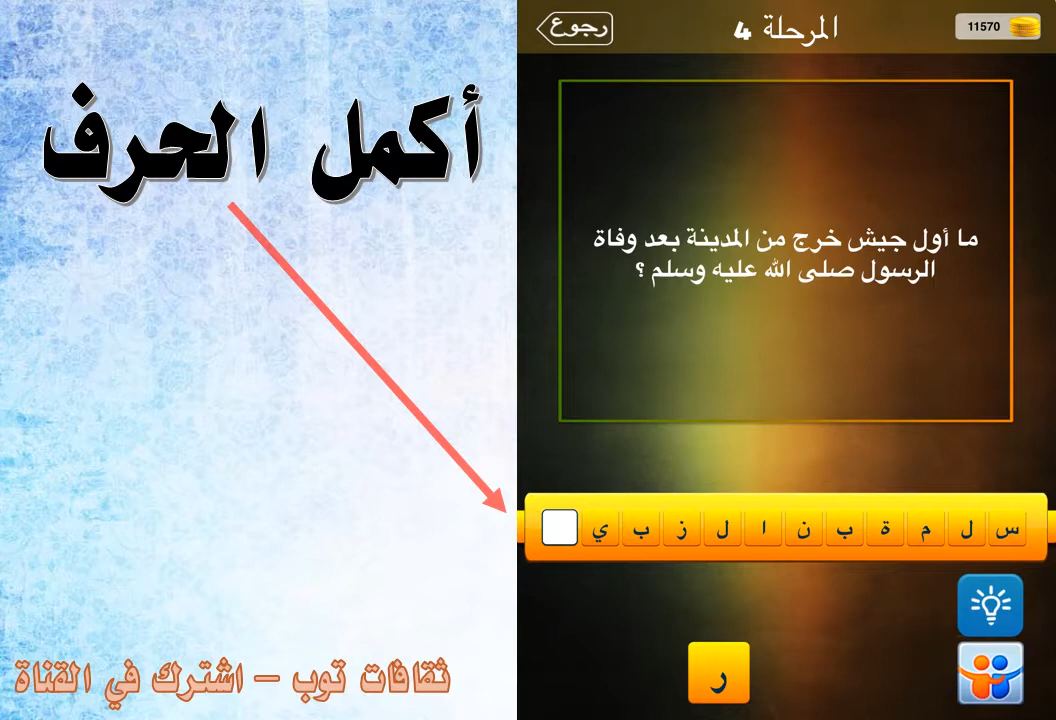 أكمل الحرف
ثقافات توب – اشترك في القناة
رجوع
المرحلة 4
11570
ما أول جيش خرج من المدينة بعد وفاة
الرسول صلى الله عليه وسلم ؟
س ل م ة ب ن ا ل ز ب ي
ر